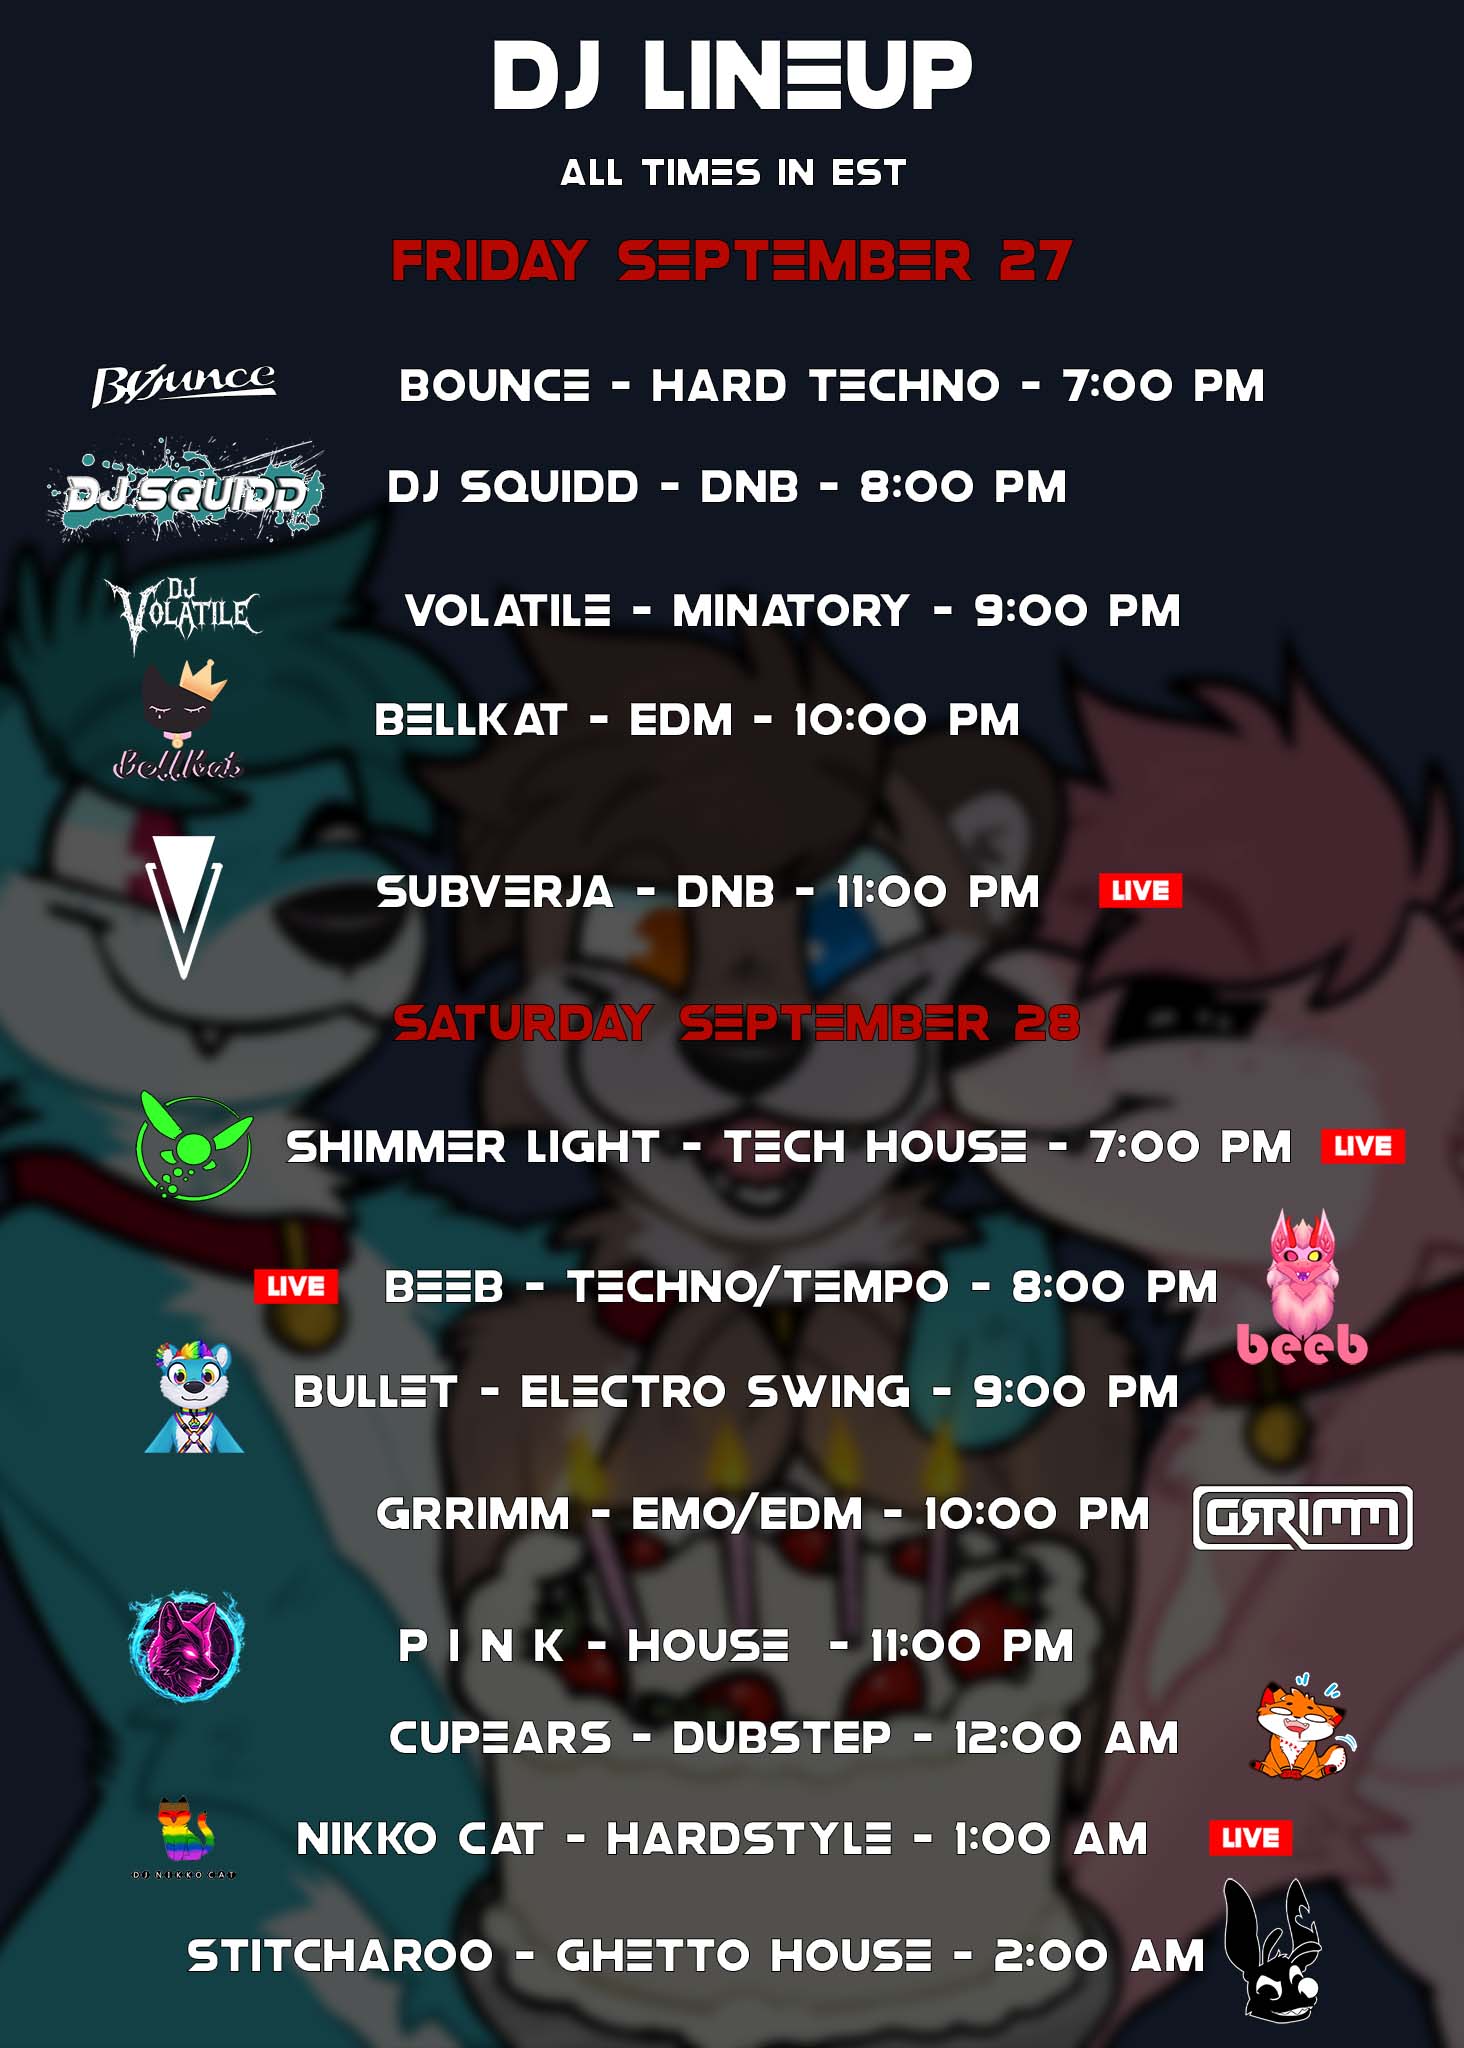 DJ LINEUP
ALL TIMES IN EST
FRIDAY SEPTEMBER 27
Bounce
BOUNCE - HARD TECHNO - 7:00 PM
DJ SQUIDD
DJ SQUIDD - DNB - 8:00 PM
DJ
VOLATILE
VOLATILE - MINATORY - 9:00 PM
BELLKAT - EDM - 10:00 PM
Bellkat
SUBVERJA - DNB - 11:00 PM LIVE
SATURDAY SEPTEMBER 28
SHIMMER LIGHT - TECH HOUSE - 7:00 PM LIVE
LIVE BEEB - TECHNO/TEMPO - 8:00 PM
beeb
BULLET - ELECTRO SWING - 9:00 PM
GRRIMM - EMO/EDM - 10:00 PM GRRIMM
P I N K - HOUSE - 11:00 PM
CUPEARS - DUBSTEP - 12:00 AM
NIKKO CAT - HARDSTYLE - 1:00 AM LIVE
DJ NIKKO CAT
STITCHAROO - GHETTO HOUSE - 2:00 AM